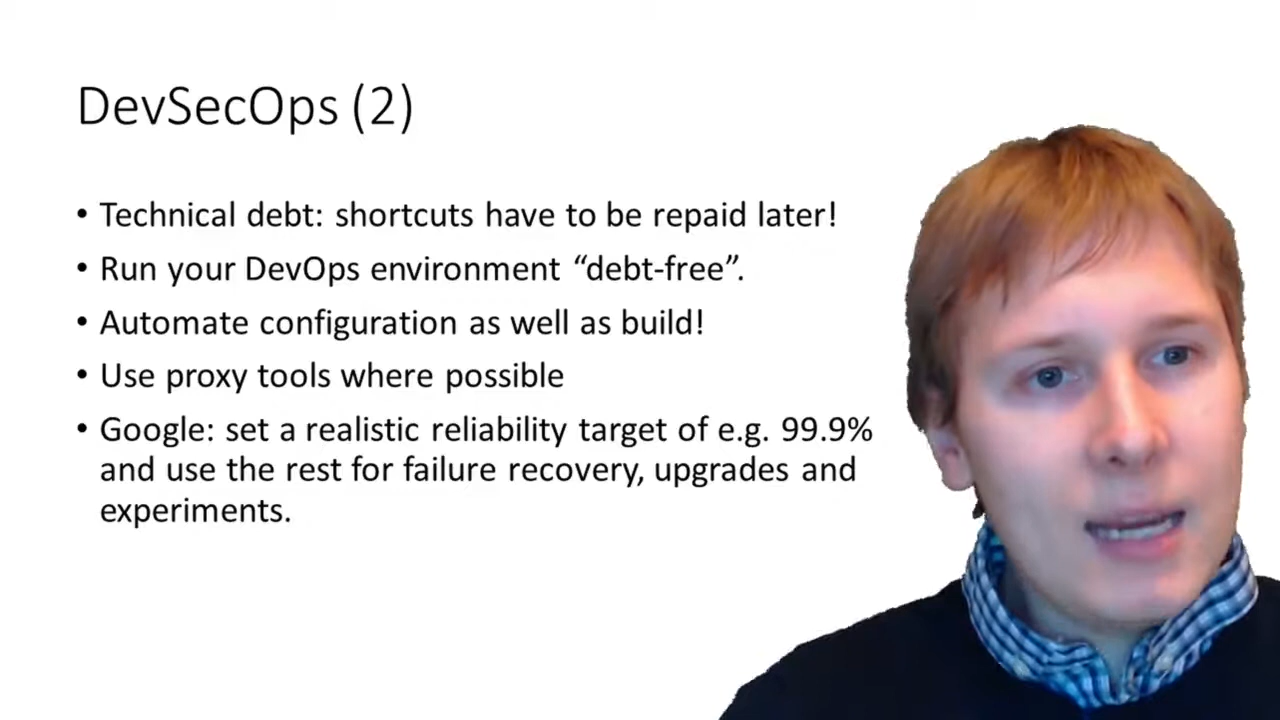 DevSecOps (2)
• Technical debt: shortcuts have to be repaid later!
• Run your DevOps environment “debt-free”.
• Automate configuration as well as build!
• Use proxy tools where possible
• Google: set a realistic reliability target of e.g. 99.9%
and use the rest for failure recovery, upgrades and
experiments.